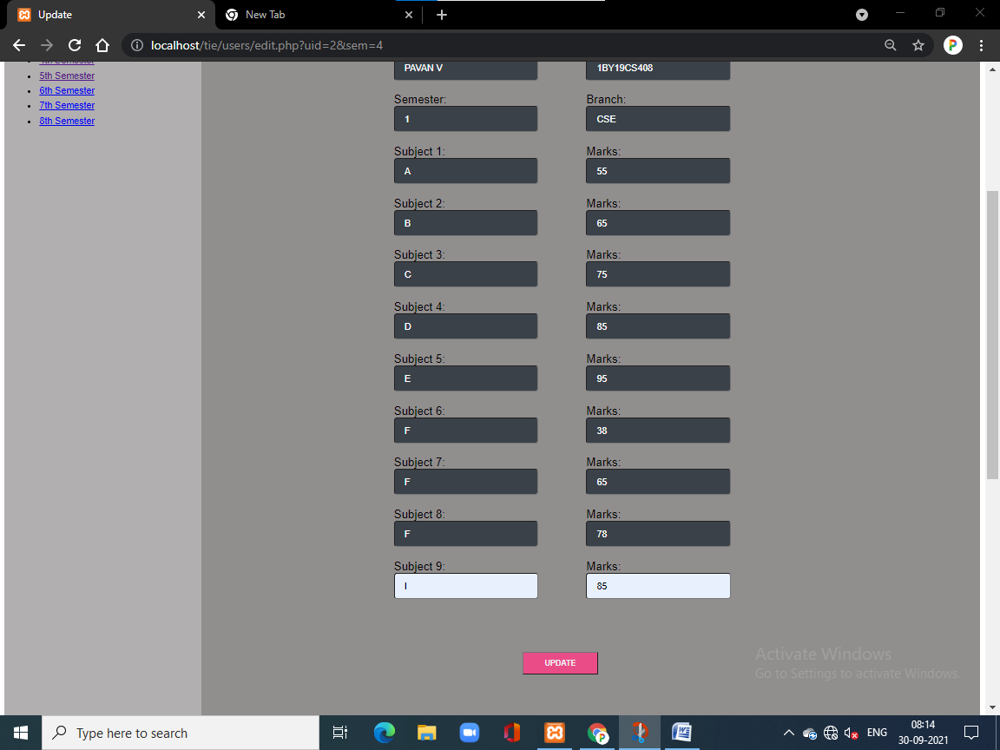 Update
New Tab
localhost/tie/users/edit.php?uid=2&sem=4
P
4th Semester
5th Semester
6th Semester
7th Semester
8th Semester
PAVAN V 1BY19CS408
Semester: Branch:
1 CSE
Subject 1: Marks:
A 55
Subject 2: Marks:
B 65
Subject 3: Marks:
C 75
Subject 4: Marks:
D 85
Subject 5: Marks:
E 95
Subject 6: Marks:
F 38
Subject 7: Marks:
F 65
Subject 8: Marks:
F 78
Subject 9: Marks:
I 85
UPDATE
Activate Windows
Go to Settings to activate Windows.
Type here to search
ENG
08:14
30-09-2021